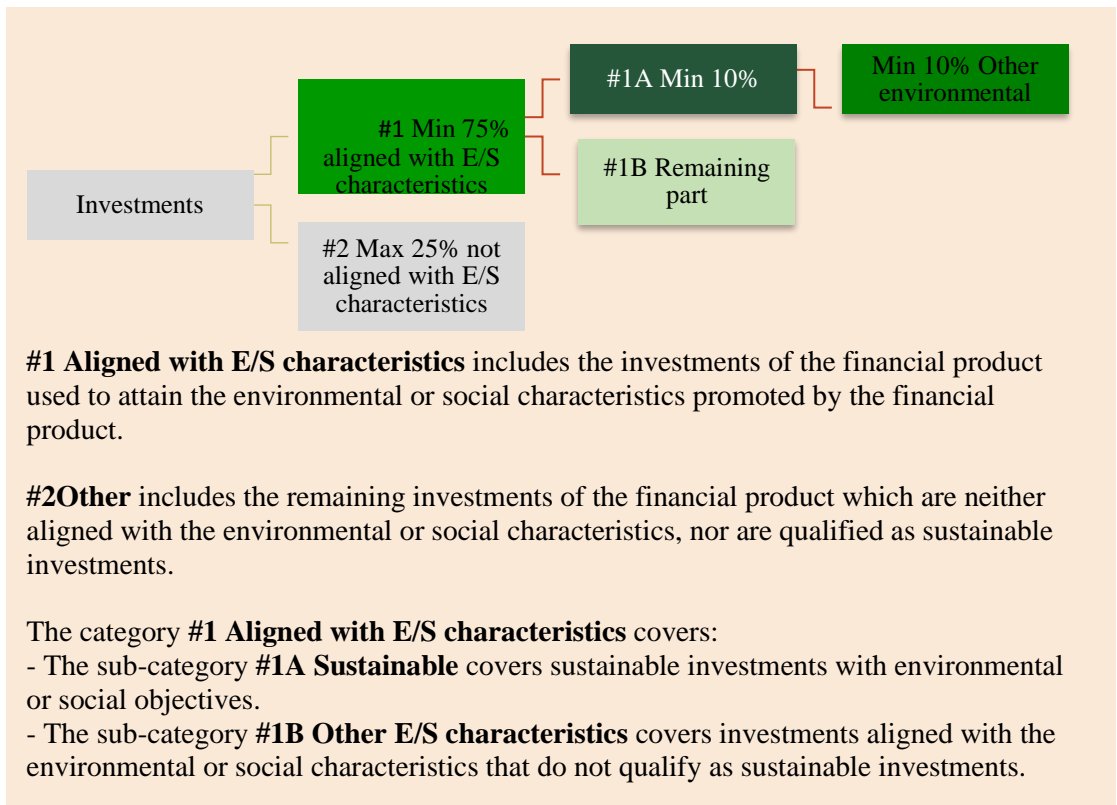 #1A Min 10%
Min 10% Other
environmental
#1 Min 75%
aligned with E/S
characteristics
#1B Remaining
part
Investments
#2 Max 25% not
aligned with E/S
characteristics
#1 Aligned with E/S characteristics includes the investments of the financial product
used to attain the environmental or social characteristics promoted by the financial
product.
#2Other includes the remaining investments of the financial product which are neither
aligned with the environmental or social characteristics, nor are qualified as sustainable
investments.
The category #1 Aligned with E/S characteristics covers:
- The sub-category #1A Sustainable covers sustainable investments with environmental
or social objectives.
- The sub-category #1B Other E/S characteristics covers investments aligned with the
environmental or social characteristics that do not qualify as sustainable investments.